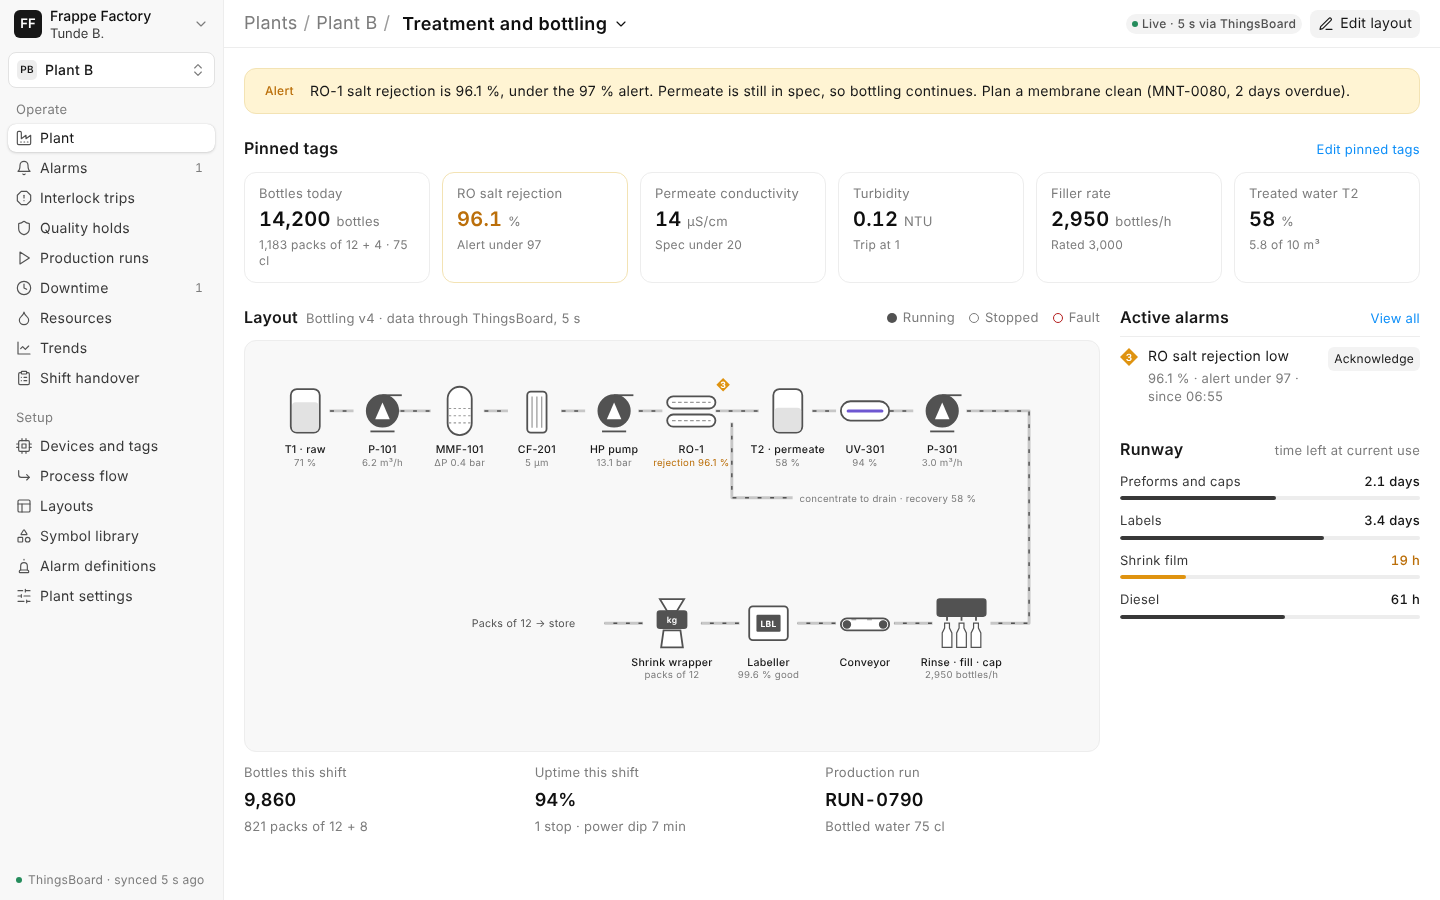 FF
Frappe Factory
Tunde B.
PB Plant B
Operate
Plant
Alarms 1
Interlock trips
Quality holds
Production runs
Downtime 1
Resources
Trends
Shift handover
Setup
Devices and tags
Process flow
Layouts
Symbol library
Alarm definitions
Plant settings
ThingsBoard · synced 5 s ago
Plants / Plant B / Treatment and bottling
Live · 5 s via ThingsBoard
Edit layout
Alert RO-1 salt rejection is 96.1 %, under the 97 % alert. Permeate is still in spec, so bottling continues. Plan a membrane clean (MNT-0080, 2 days overdue).
Pinned tags
Edit pinned tags
Bottles today
14,200 bottles
1,183 packs of 12 + 4 · 75
cl
RO salt rejection
96.1 %
Alert under 97
Permeate conductivity
14 µS/cm
Spec under 20
Turbidity
0.12 NTU
Trip at 1
Filler rate
2,950 bottles/h
Rated 3,000
Treated water T2
58 %
5.8 of 10 m³
Layout Bottling v4 · data through ThingsBoard, 5 s
Running Stopped Fault
3
T1 · raw
71 %
P-101
6.2 m³/h
MMF-101
ΔP 0.4 bar
CF-201
5 µm
HP pump
13.1 bar
RO-1
rejection 96.1 %
T2 · permeate
58 %
UV-301
94 %
P-301
3.0 m³/h
concentrate to drain · recovery 58 %
Packs of 12 → store
kg
Shrink wrapper
packs of 12
LBL
Labeller
99.6 % good
Conveyor
Rinse · fill · cap
2,950 bottles/h
Bottles this shift
9,860
821 packs of 12 + 8
Uptime this shift
94%
1 stop · power dip 7 min
Production run
RUN-0790
Bottled water 75 cl
Active alarms
View all
3
RO salt rejection low
96.1 % · alert under 97 ·
since 06:55
Acknowledge
Runway
time left at current use
Preforms and caps 2.1 days
Labels 3.4 days
Shrink film 19 h
Diesel 61 h